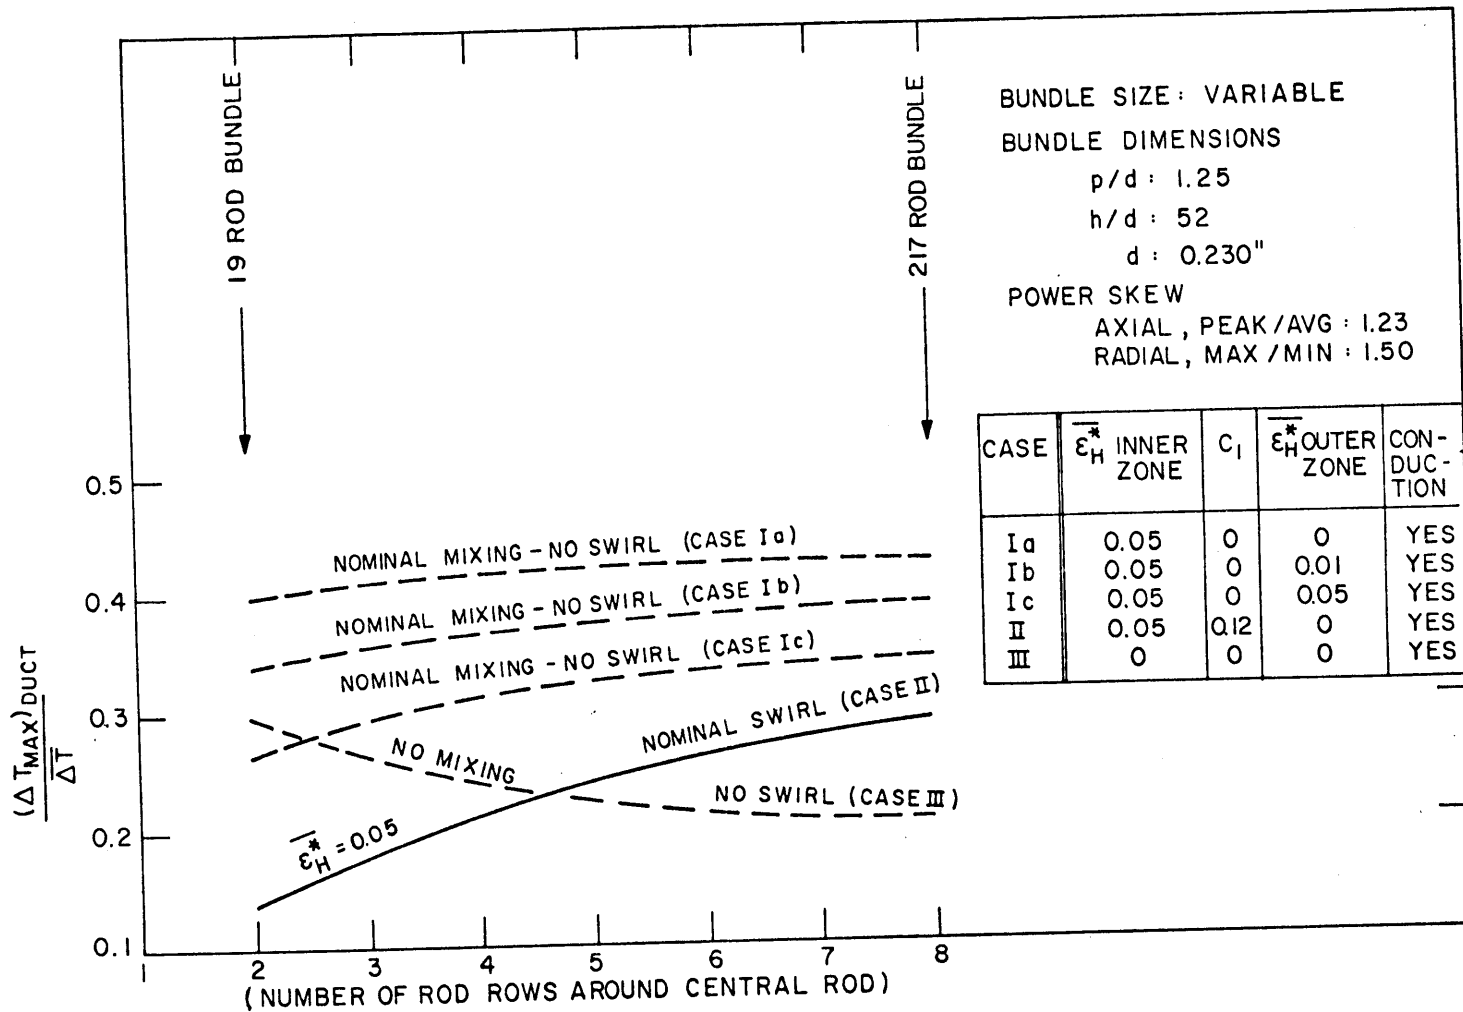 19 ROD BUNDLE
217 ROD BUNDLE
BUNDLE SIZE: VARIABLE
BUNDLE DIMENSIONS
p/d : 1.25
h/d : 52
d : 0.230"
POWER SKEW
AXIAL, PEAK/AVG : 1.23
RADIAL, MAX/MIN : 1.50
CASE | ε*H INNER ZONE | C1 | ε*H OUTER ZONE | CON-DUC-TION
Ia 0.05 0 0 YES
Ib 0.05 0 0.01 YES
Ic 0.05 0 0.05 YES
II 0.05 0.12 0 YES
III 0 0 0 YES
0.5
0.4
0.3
0.2
0.1
(ΔTMAX)DUCT
ΔT
NOMINAL MIXING-NO SWIRL (CASE Ia)
NOMINAL MIXING-NO SWIRL (CASE Ib)
NOMINAL MIXING-NO SWIRL (CASE Ic)
NOMINAL SWIRL (CASE II)
NO MIXING
NO SWIRL (CASE III)
ε*H = 0.05
1 2 3 4 5 6 7 8
(NUMBER OF ROD ROWS AROUND CENTRAL ROD)